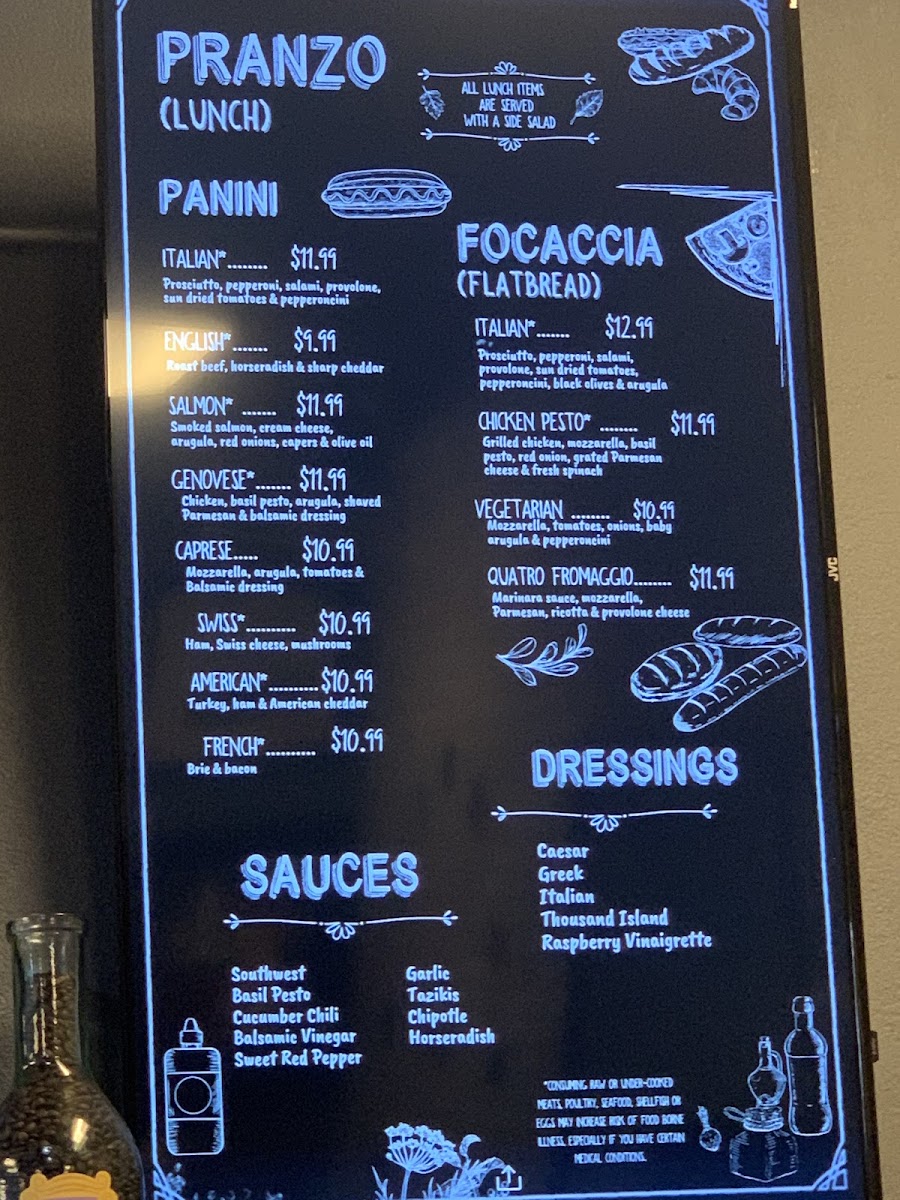 PRANZO
(LUNCH)
ALL LUNCH ITEMS
ARE SERVED
WITH A SIDE SALAD
PANINI
ITALIAN*........ $11.99
Prosciutto, pepperoni, salami, provolone,
sun dried tomatoes & pepperoncini
ENGLISH*....... $9.99
Roast beef, horseradish & sharp cheddar
SALMON* ....... $11.99
Smoked salmon, cream cheese,
arugula, red onions, capers & olive oil
GENOVESE*....... $11.99
Chicken, basil pesto, arugula, shaved
Parmesan & balsamic dressing
CAPRESE..... $10.99
Mozzarella, arugula, tomatoes &
Balsamic dressing
SWISS*.......... $10.99
Ham, Swiss cheese, mushrooms
AMERICAN*.......... $10.99
Turkey, ham & American cheddar
FRENCH*.......... $10.99
Brie & bacon
FOCACCIA
(FLATBREAD)
ITALIAN*....... $12.99
Prosciutto, pepperoni, salami,
provolone, sun dried tomatoes,
pepperoncini, black olives & arugula
CHICKEN PESTO* ........ $11.99
Grilled chicken, mozzarella, basil
pesto, red onion, grated Parmesan
cheese & fresh spinach
VEGETARIAN ........ $10.99
Mozzarella, tomatoes, onions, baby
arugula & pepperoncini
QUATRO FROMAGGIO........ $11.99
Marinara sauce, mozzarella,
Parmesan, ricotta & provolone cheese
DRESSINGS
Caesar
Greek
Italian
Thousand Island
Raspberry Vinaigrette
SAUCES
Southwest
Basil Pesto
Cucumber Chili
Balsamic Vinegar
Sweet Red Pepper
Garlic
Tazikis
Chipotle
Horseradish
*CONSUMING RAW OR UNDER-COOKED
MEATS, POULTRY, SEAFOOD, SHELLFISH OR
EGGS MAY INCREASE RISK OF FOOD BORNE
ILLNESS, ESPECIALLY IF YOU HAVE CERTAIN
MEDICAL CONDITIONS.
JVC